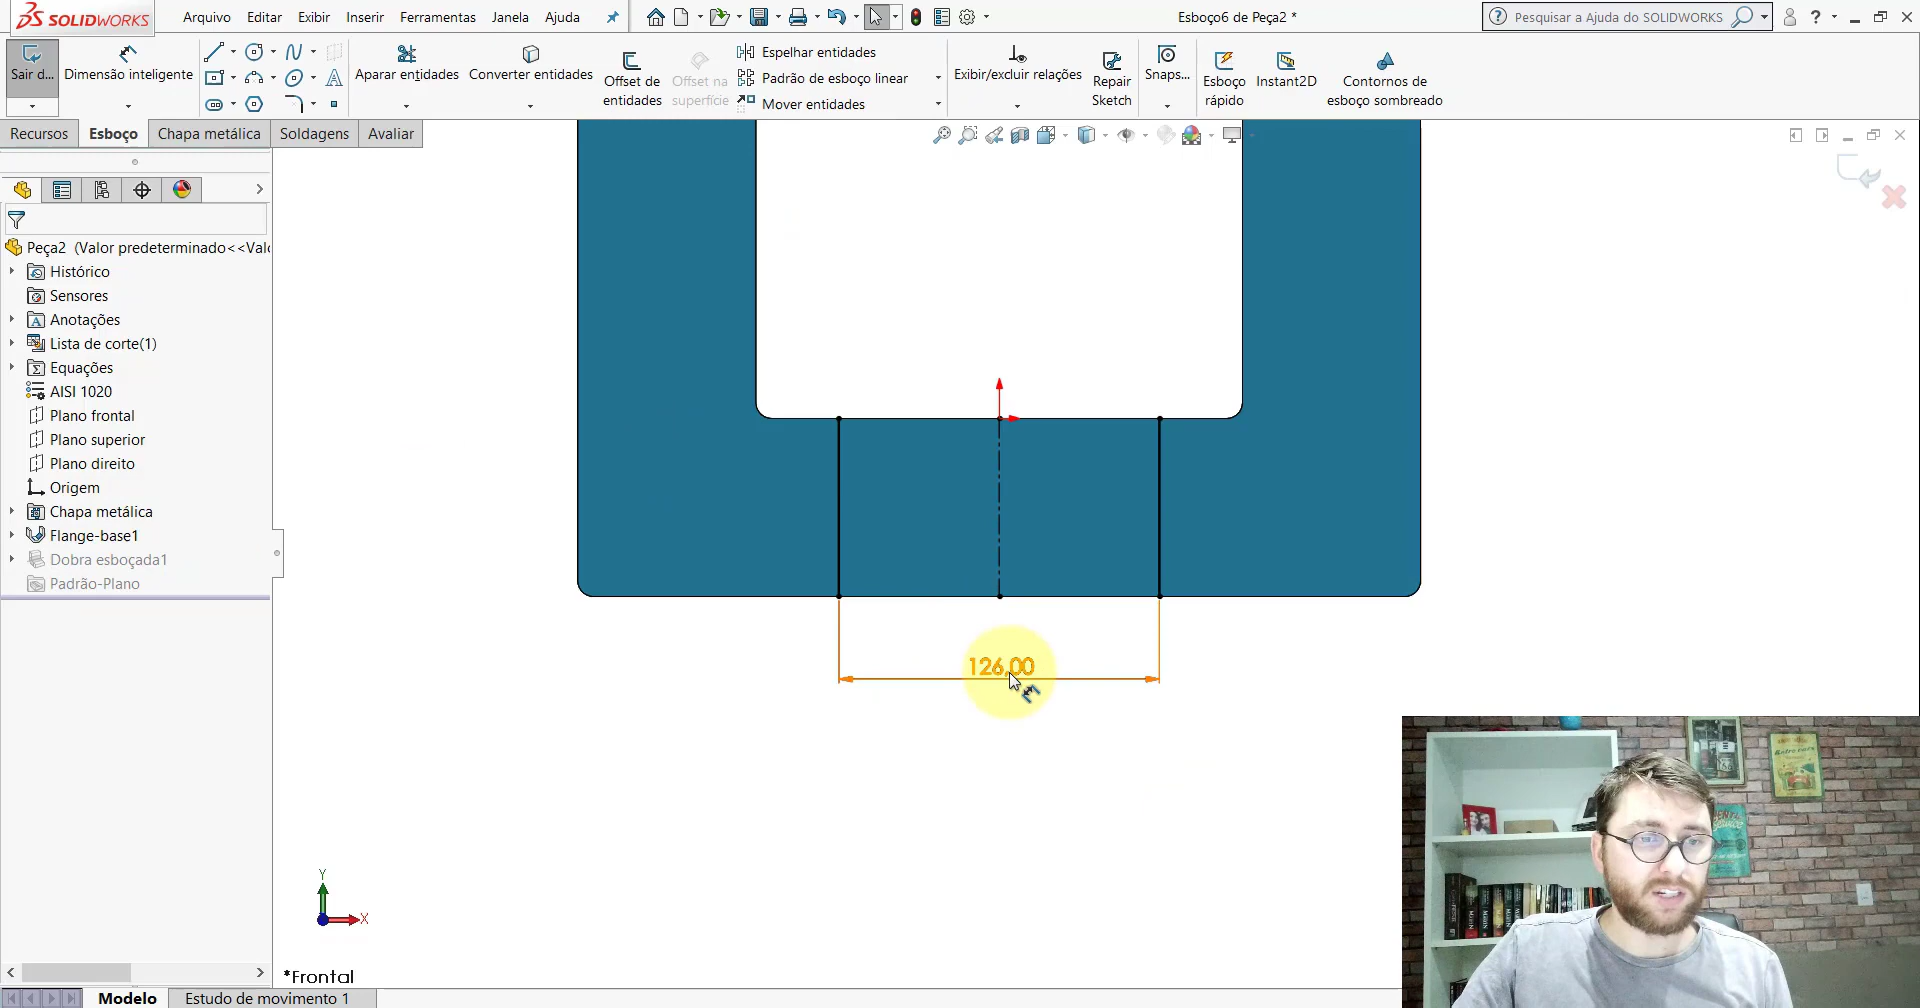 SOLIDWORKS
Arquivo Editar Exibir Inserir Ferramentas Janela Ajuda
Esboço6 de Peça2 *
Pesquisar a Ajuda do SOLIDWORKS
Sair d...
Dimensão inteligente
Aparar entidades
Converter entidades
Offset de entidades
Offset na superfície
Espelhar entidades
Padrão de esboço linear
Mover entidades
Exibir/excluir relações
Repair Sketch
Snaps...
Esboço rápido
Instant2D
Contornos de esboço sombreado
Recursos Esboço Chapa metálica Soldagens Avaliar
Peça2 (Valor predeterminado<<Val
Histórico
Sensores
Anotações
Lista de corte(1)
Equações
AISI 1020
Plano frontal
Plano superior
Plano direito
Origem
Chapa metálica
Flange-base1
Dobra esboçada1
Padrão-Plano
126,00
Y
X
*Frontal
Modelo Estudo de movimento 1